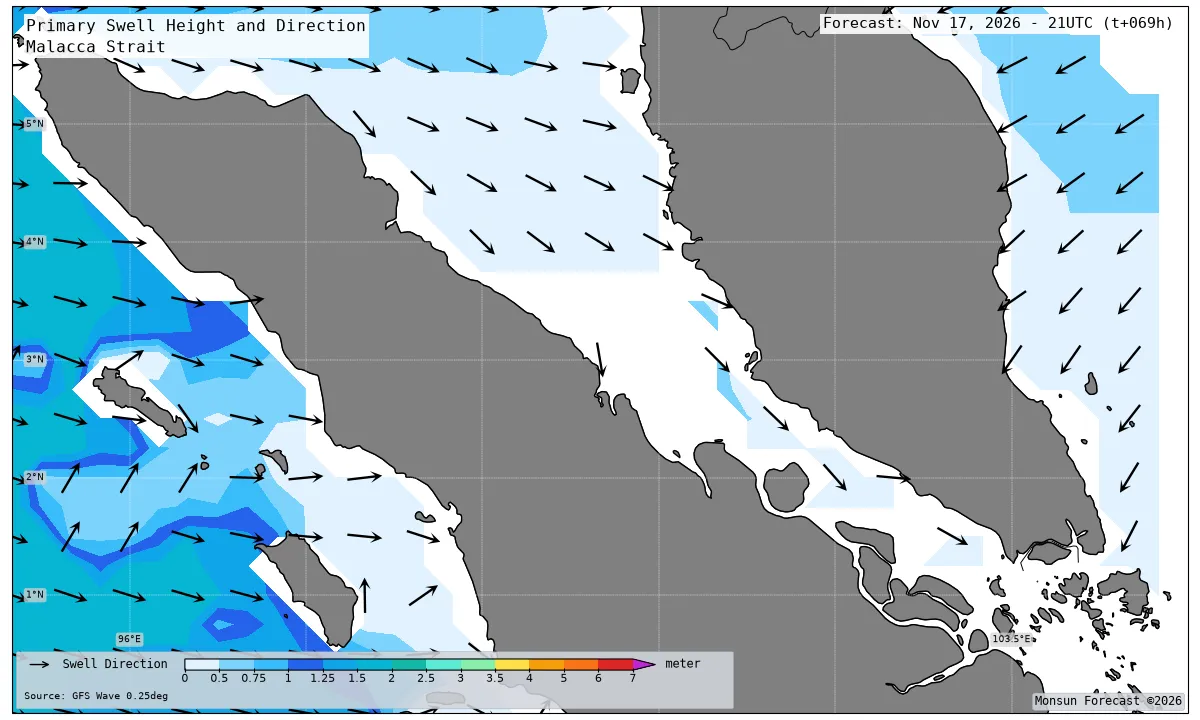 Primary Swell Height and Direction
Malacca Strait
Forecast: Nov 17, 2026 - 21UTC (t+069h)
5°N
4°N
3°N
2°N
1°N
96°E
103.5°E
Swell Direction
0 0.5 0.75 1 1.25 1.5 2 2.5 3 3.5 4 5 6 7
meter
Source: GFS Wave 0.25deg
Monsun Forecast ©2026